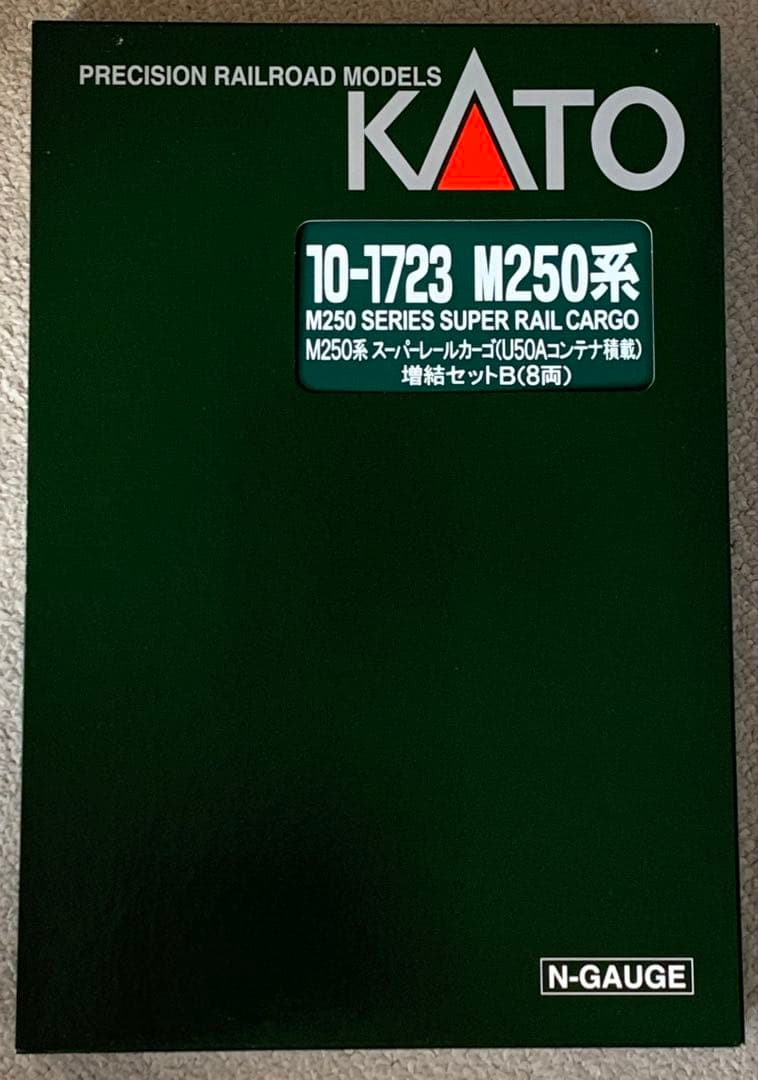 PRECISION RAILROAD MODELS
KATO
10-1723 M250系
M250 SERIES SUPER RAIL CARGO
M250系 スーパーレールカーゴ(U50Aコンテナ積載)
増結セットB(8両)
N-GAUGE